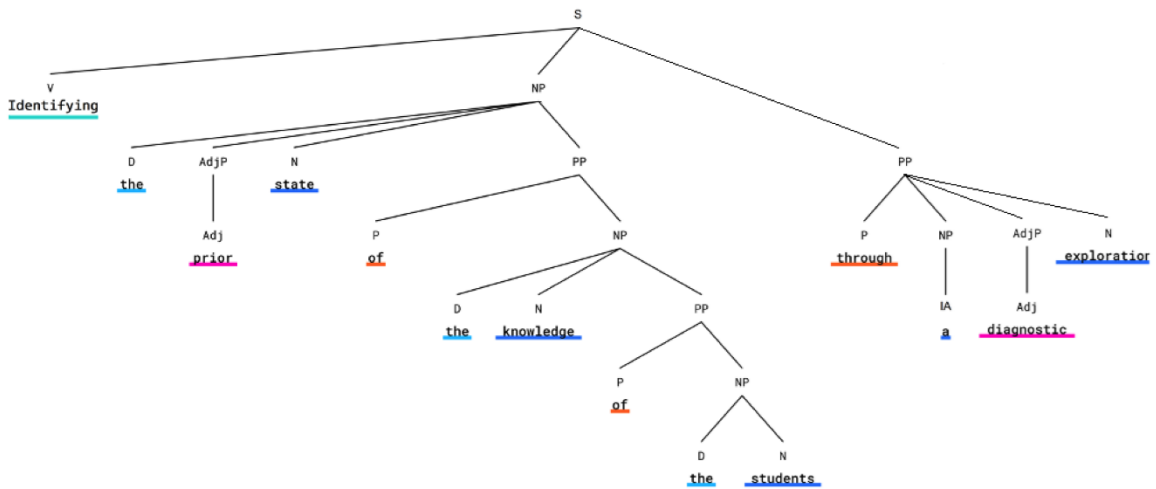 S
V NP
Identifying
D AdjP N PP PP
the state
Adj P NP P NP AdjP N
prior of through exploration
D N PP IA Adj
the knowledge a diagnostic
P NP
of
D N
the students